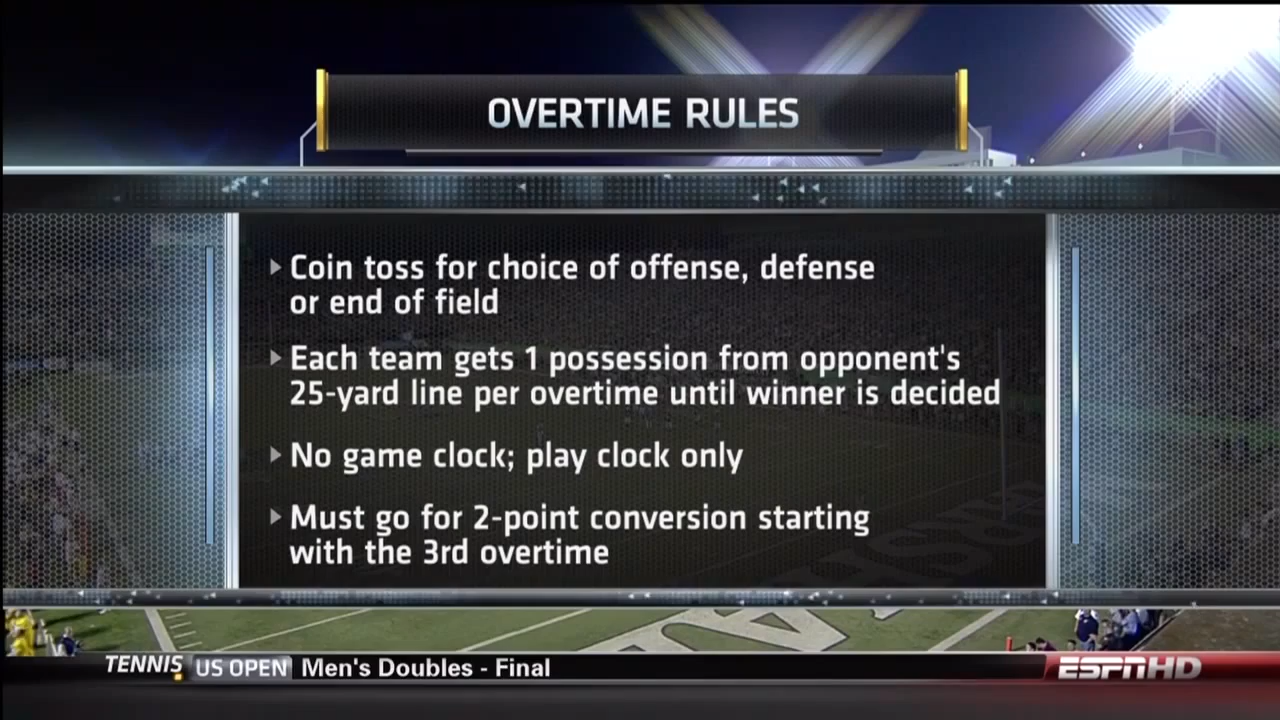 OVERTIME RULES
Coin toss for choice of offense, defense
or end of field
Each team gets 1 possession from opponent's
25-yard line per overtime until winner is decided
No game clock; play clock only
Must go for 2-point conversion starting
with the 3rd overtime
TENNIS US OPEN Men's Doubles - Final
ESPN HD